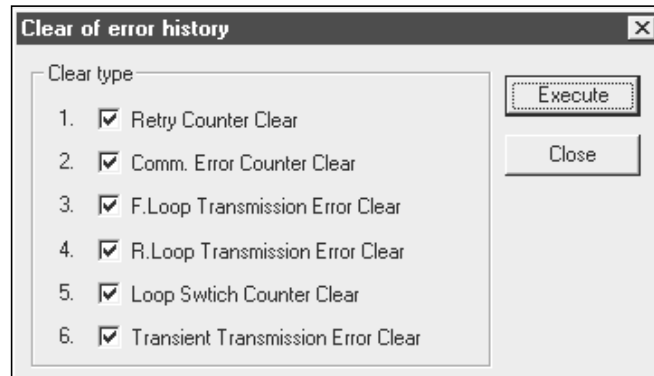 Clear of error history
Clear type
1. Retry Counter Clear
2. Comm. Error Counter Clear
3. F.Loop Transmission Error Clear
4. R.Loop Transmission Error Clear
5. Loop Swtich Counter Clear
6. Transient Transmission Error Clear
Execute
Close